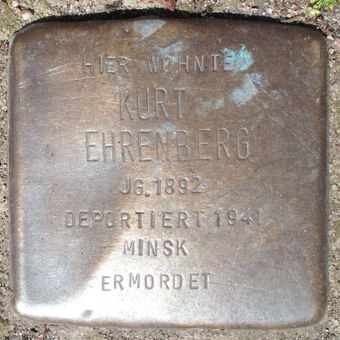 HIER WOHNTE
KURT
EHRENBERG
JG. 1892
DEPORTIERT 1941
MINSK
ERMORDET